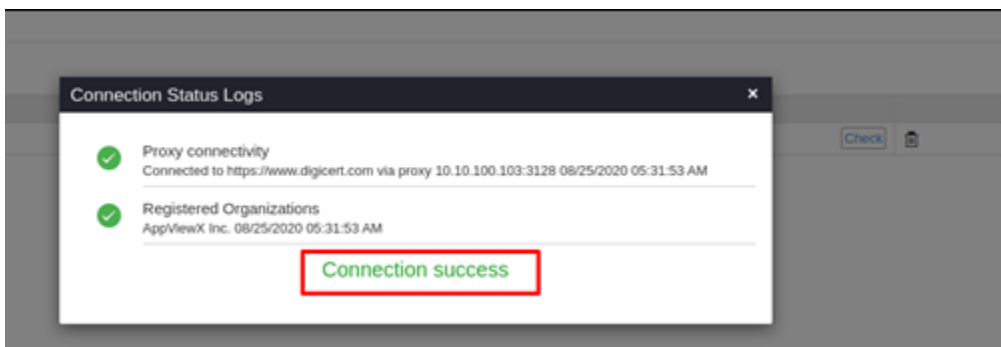 Connection Status Logs ×
Proxy connectivity
Connected to https://www.digicert.com via proxy 10.10.100.103:3128 08/25/2020 05:31:53 AM
Check
Registered Organizations
AppViewX Inc. 08/25/2020 05:31:53 AM
Connection success